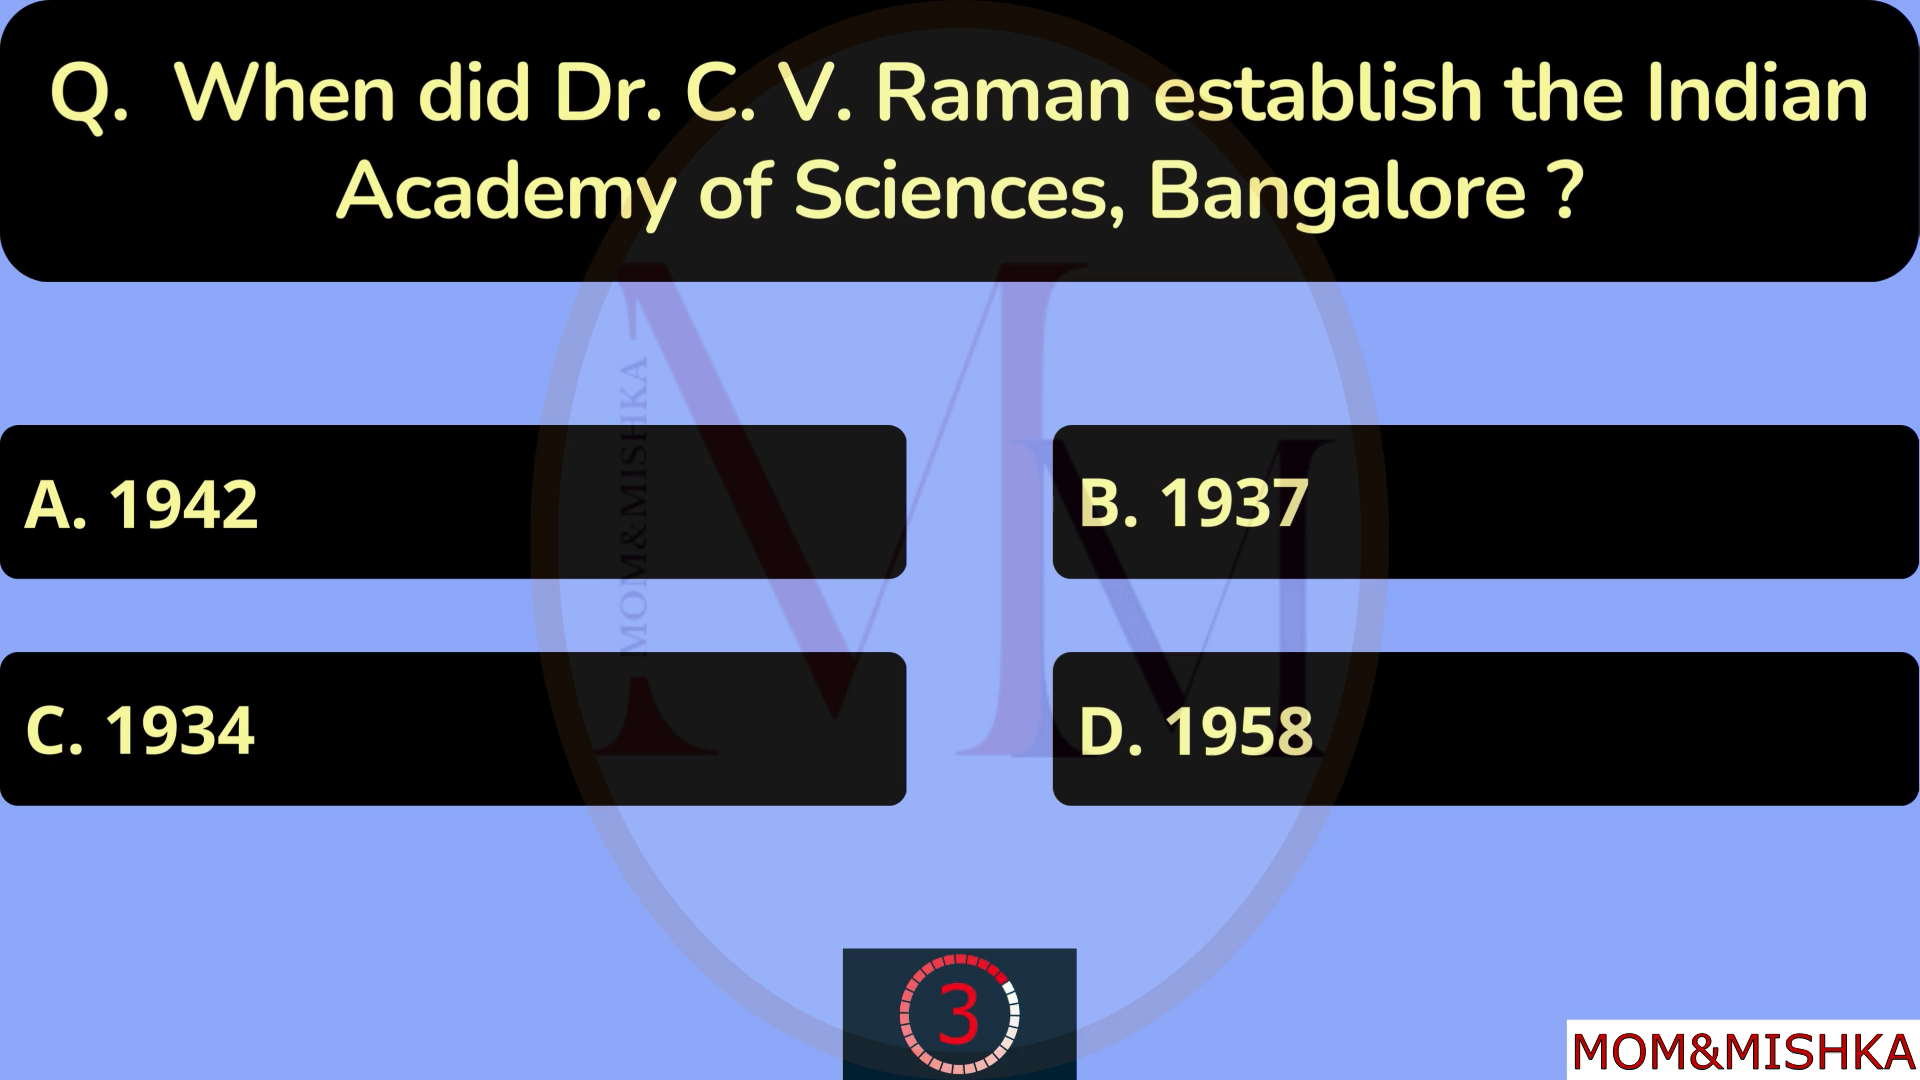 Q. When did Dr. C. V. Raman establish the Indian
Academy of Sciences, Bangalore ?
MOM&MISHKA
A. 1942
B. 1937
C. 1934
D. 1958
3
MOM&MISHKA